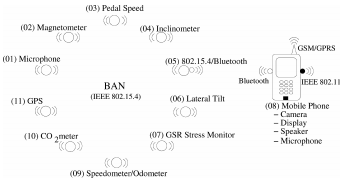 (03) Pedal Speed
(02) Magnetometer
(04) Inclinometer
GSM/GPRS
(01) Microphone
(05) 802.15.4/Bluetooth
Bluetooth
IEEE 802.11
BAN
(IEEE 802.15.4)
(11) GPS
(06) Lateral Tilt
(08) Mobile Phone
– Camera
– Display
– Speaker
– Microphone
(10) CO 2meter
(07) GSR Stress Monitor
(09) Speedometer/Odometer